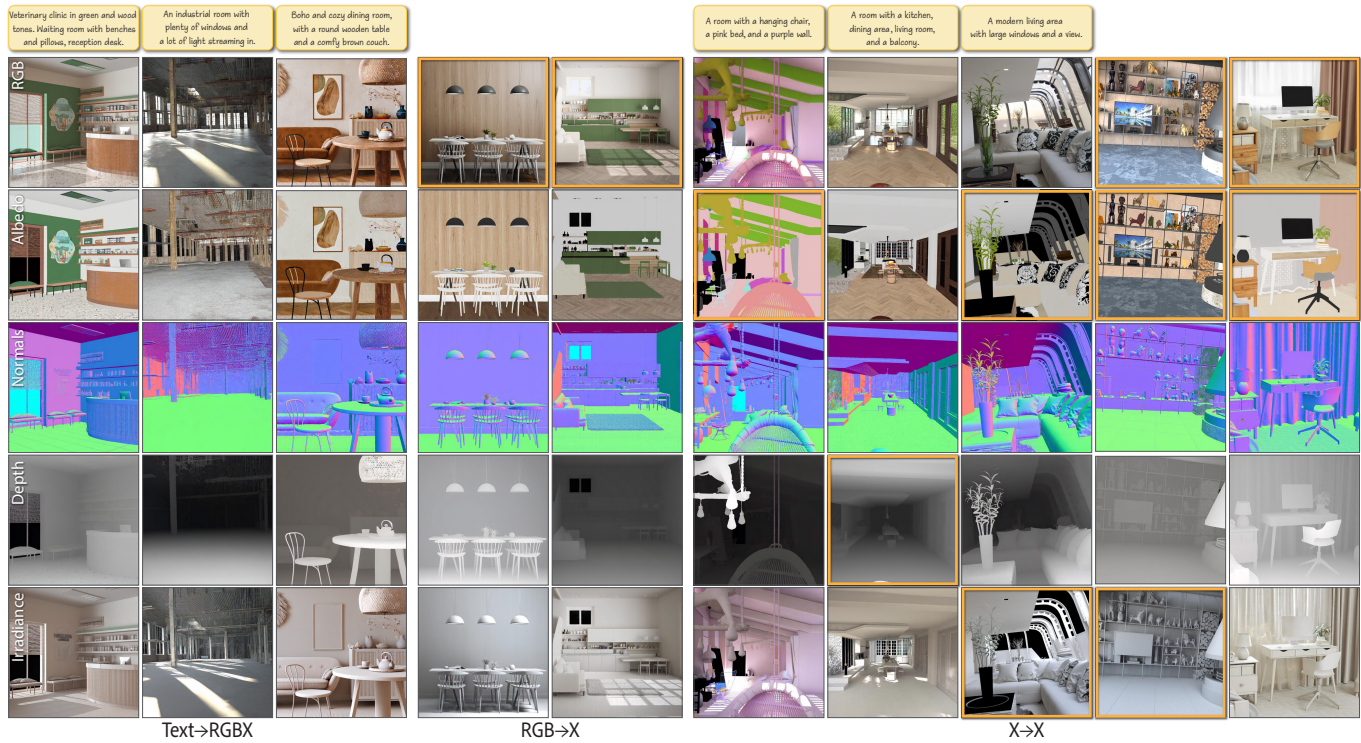 Veterinary clinic in green and wood
tones. Waiting room with benches
and pillows, reception desk.
An industrial room with
plenty of windows and
a lot of light streaming in.
Boho and cozy dining room,
with a round wooden table
and a comfy brown couch.
A room with a hanging chair,
a pink bed, and a purple wall.
A room with a kitchen,
dining area, living room,
and a balcony.
A modern living area
with large windows and a view.
RGB
Albedo
Normals
Depth
Irradiance
Text→RGBX
RGB→X
X→X